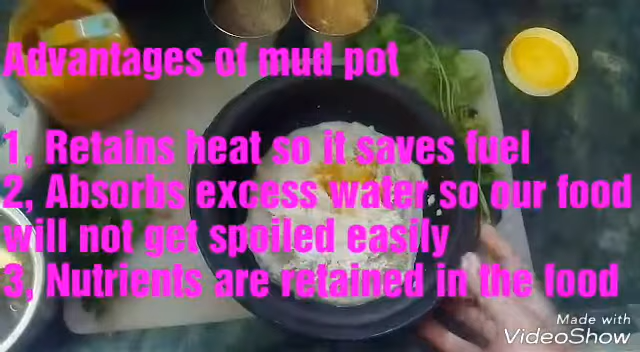 Advantages of mud pot
1, Retains heat so it saves fuel
2, Absorbs excess water so our food
will not get spoiled easily
3, Nutrients are retained in the food
Made with
VideoShow